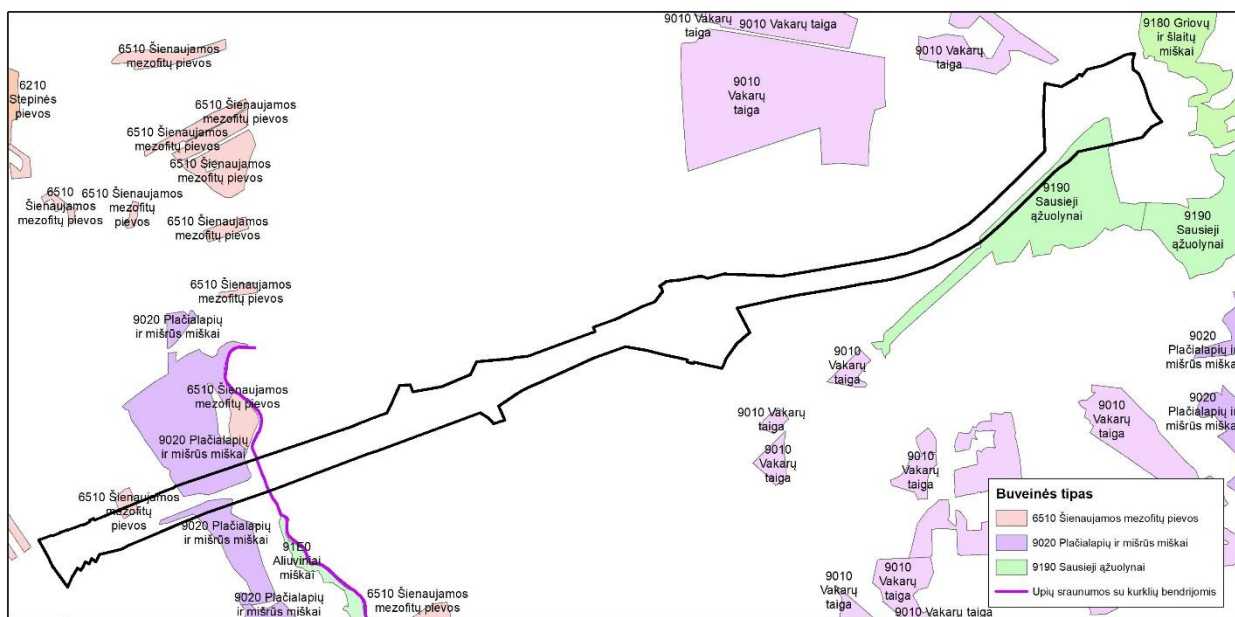 9010 Vakarų
taiga
9010 Vakarų taiga
9180 Griovų
ir šlaitų
miškai
6510 Šienaujamos
mezofitų pievos
9010 Vakarų
taiga
6210
Stepinės
pievos
9010
Vakarų
taiga
6510 Šienaujamos
mezofitų pievos
6510 Šienaujamos
mezofitų pievos
6510 Šienaujamos
mezofitų pievos
6510
Šienaujamos
mezofitų pievos
6510 Šienaujamos
mezofitų
pievos
6510 Šienaujamos
mezofitų pievos
9190
Sausieji
ąžuolynai
9190
Sausieji
ąžuolynai
6510 Šienaujamos
mezofitų pievos
9020 Plačialapių
ir mišrūs miškai
9010
Vakarų
taiga
9020
Plačialapių ir
mišrūs miškai
6510 Šienaujamos
mezofitų pievos
9020 Plačialapių
ir mišrūs miškai
9010 Vakarų
taiga
9010
Vakarų
taiga
9010
Vakarų
taiga
9010
Vakarų
taiga
9020
Plačialapių ir
mišrūs miškai
6510 Šienaujamos
mezofitų
pievos
9020 Plačialapių
ir mišrūs miškai
91E0
Aliuviniai
miškai
9020 Plačialapių
ir mišrūs miškai
6510 Šienaujamos
mezofitų pievos
9010
Vakarų
taiga
9010
Vakarų
taiga
9010 Vakarų taiga
Buveinės tipas
6510 Šienaujamos mezofitų pievos
9020 Plačialapių ir mišrūs miškai
9190 Sausieji ąžuolynai
Upių sraunumos su kurklių bendrijomis